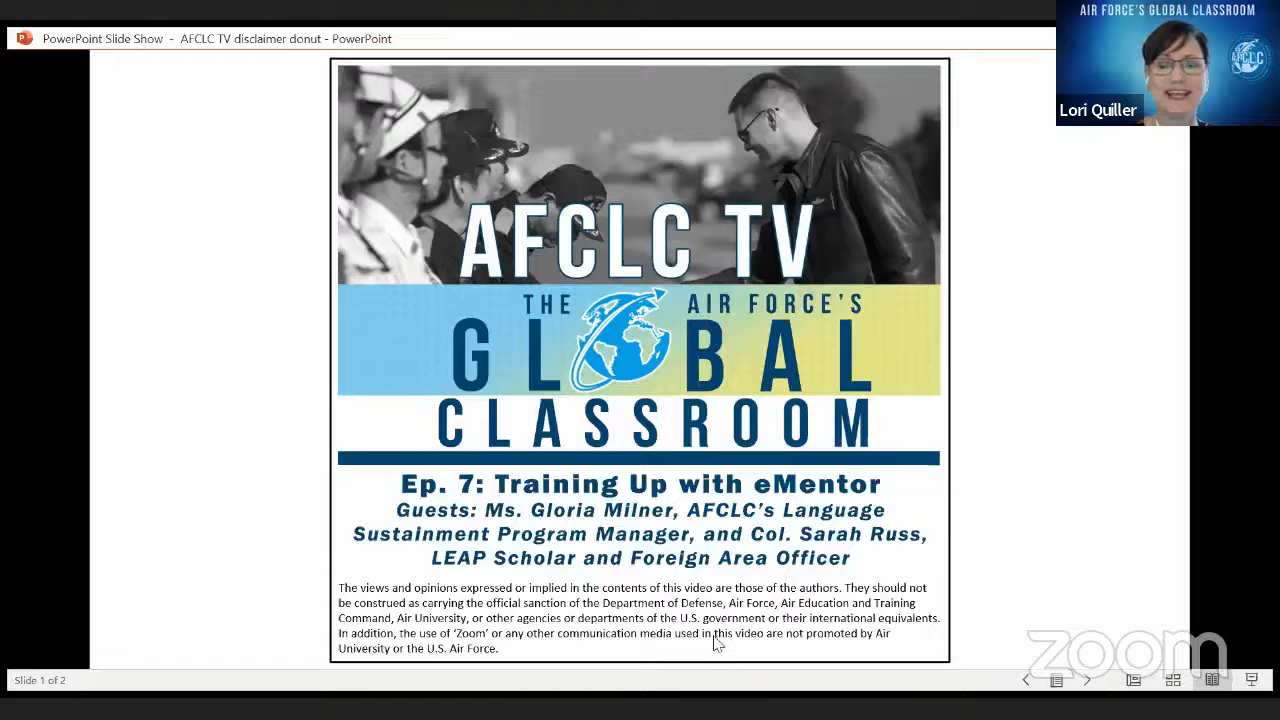 PowerPoint Slide Show - AFCLC TV disclaimer donut - PowerPoint
AIR FORCE'S GLOBAL CLASSROOM
AFCLC
Lori Quiller
AFCLC TV
THE AIR FORCE'S
GLOBAL
CLASSROOM
Ep. 7: Training Up with eMentor
Guests: Ms. Gloria Milner, AFCLC's Language
Sustainment Program Manager, and Col. Sarah Russ,
LEAP Scholar and Foreign Area Officer
The views and opinions expressed or implied in the contents of this video are those of the authors. They should not
be construed as carrying the official sanction of the Department of Defense, Air Force, Air Education and Training
Command, Air University, or other agencies or departments of the U.S. government or their international equivalents.
In addition, the use of 'Zoom' or any other communication media used in this video are not promoted by Air
University or the U.S. Air Force.
zoom
Slide 1 of 2